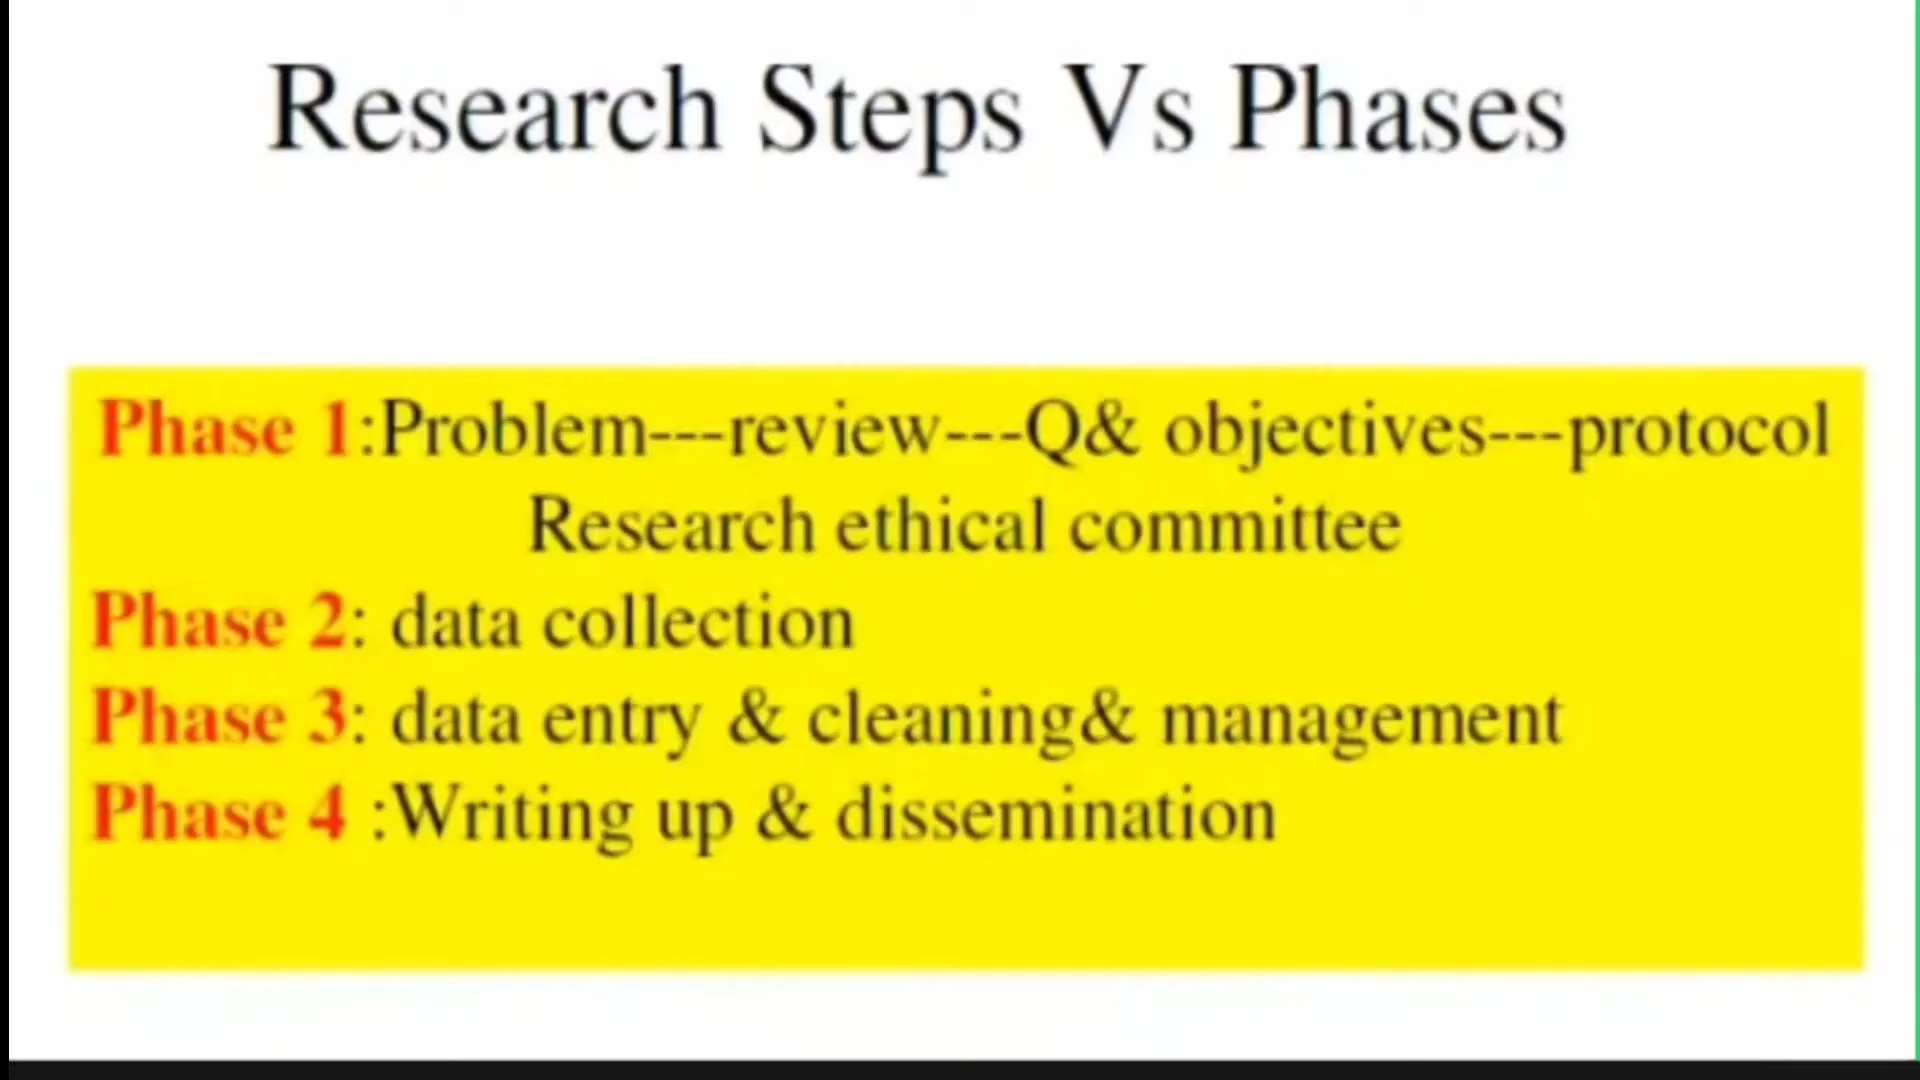 Research Steps Vs Phases
Phase 1:Problem---review---Q& objectives---protocol
Research ethical committee
Phase 2: data collection
Phase 3: data entry & cleaning& management
Phase 4 :Writing up & dissemination